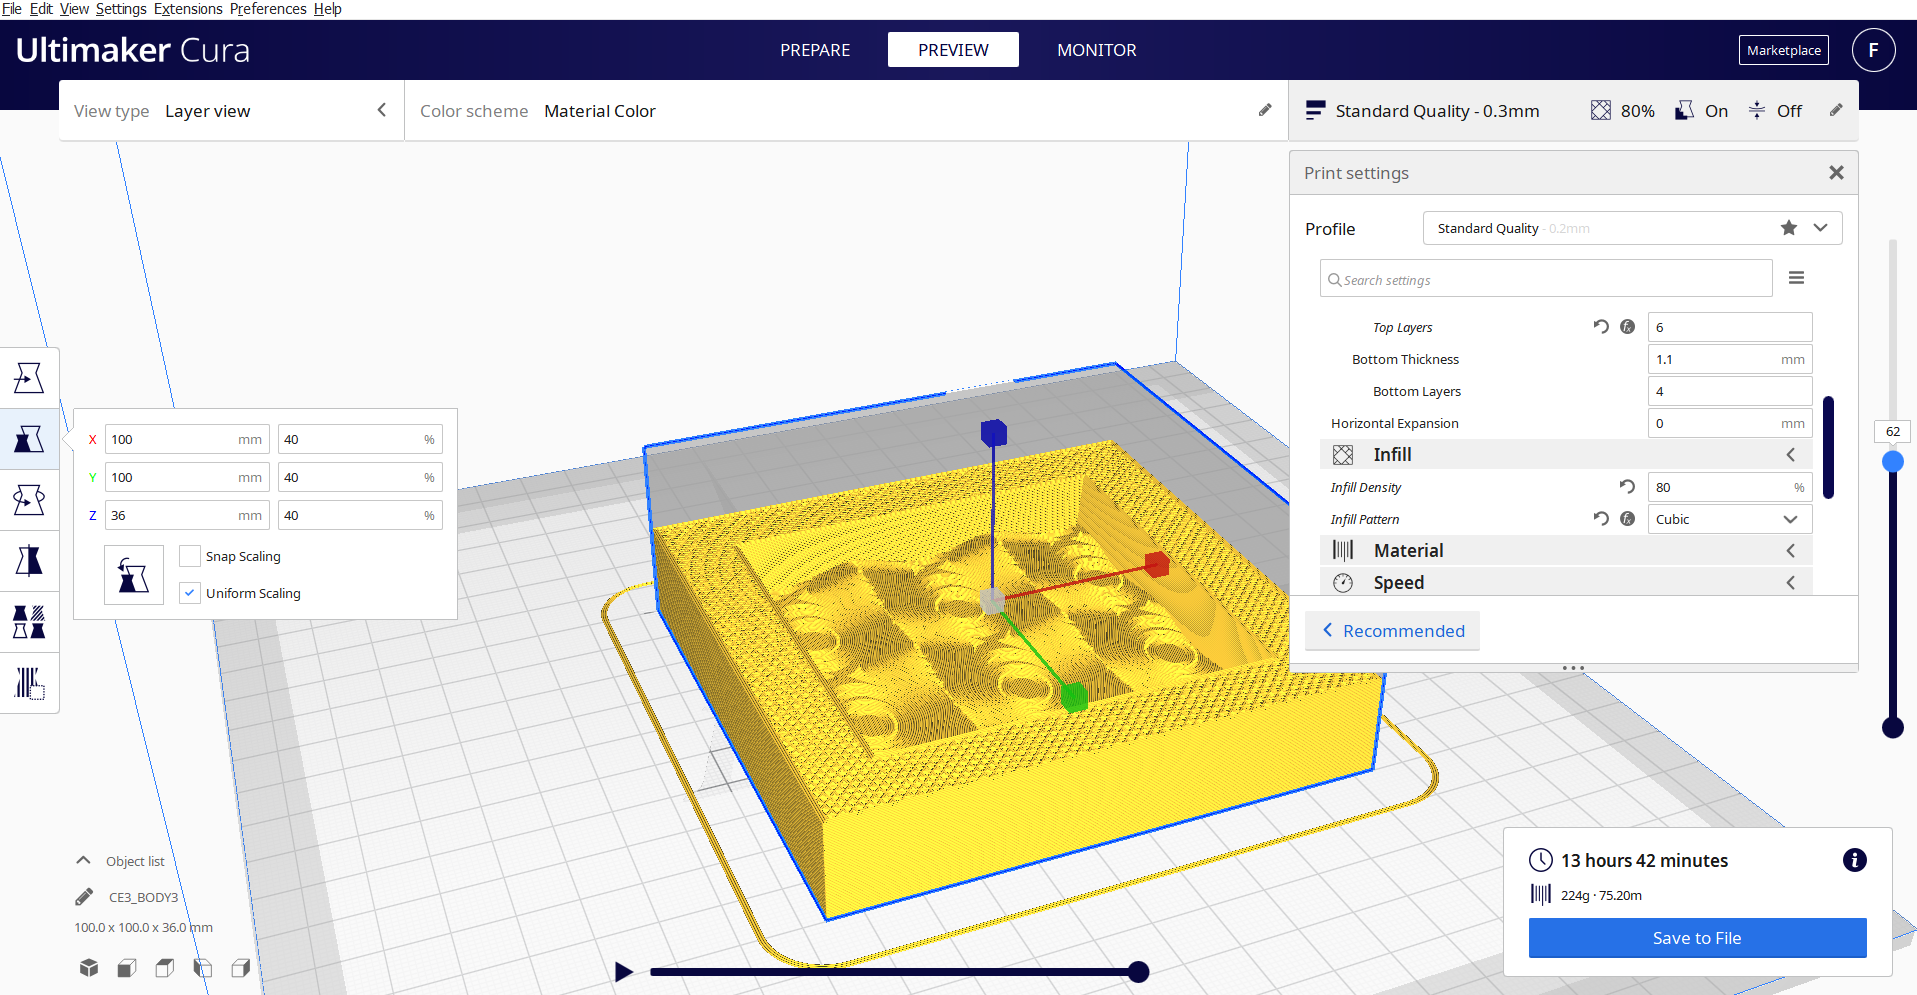 File Edit View Settings Extensions Preferences Help
Ultimaker Cura
PREPARE PREVIEW MONITOR
Marketplace F
View type Layer view
Color scheme Material Color
Standard Quality - 0.3mm 80% On Off
Print settings
Profile Standard Quality - 0.2mm
Search settings
Top Layers 6
Bottom Thickness 1.1 mm
Bottom Layers 4
Horizontal Expansion 0 mm
Infill
Infill Density 80 %
Infill Pattern Cubic
Material
Speed
Recommended
62
X 100 mm 40 %
Y 100 mm 40 %
Z 36 mm 40 %
Snap Scaling
Uniform Scaling
Object list
CE3_BODY3
100.0 x 100.0 x 36.0 mm
13 hours 42 minutes
224g · 75.20m
Save to File